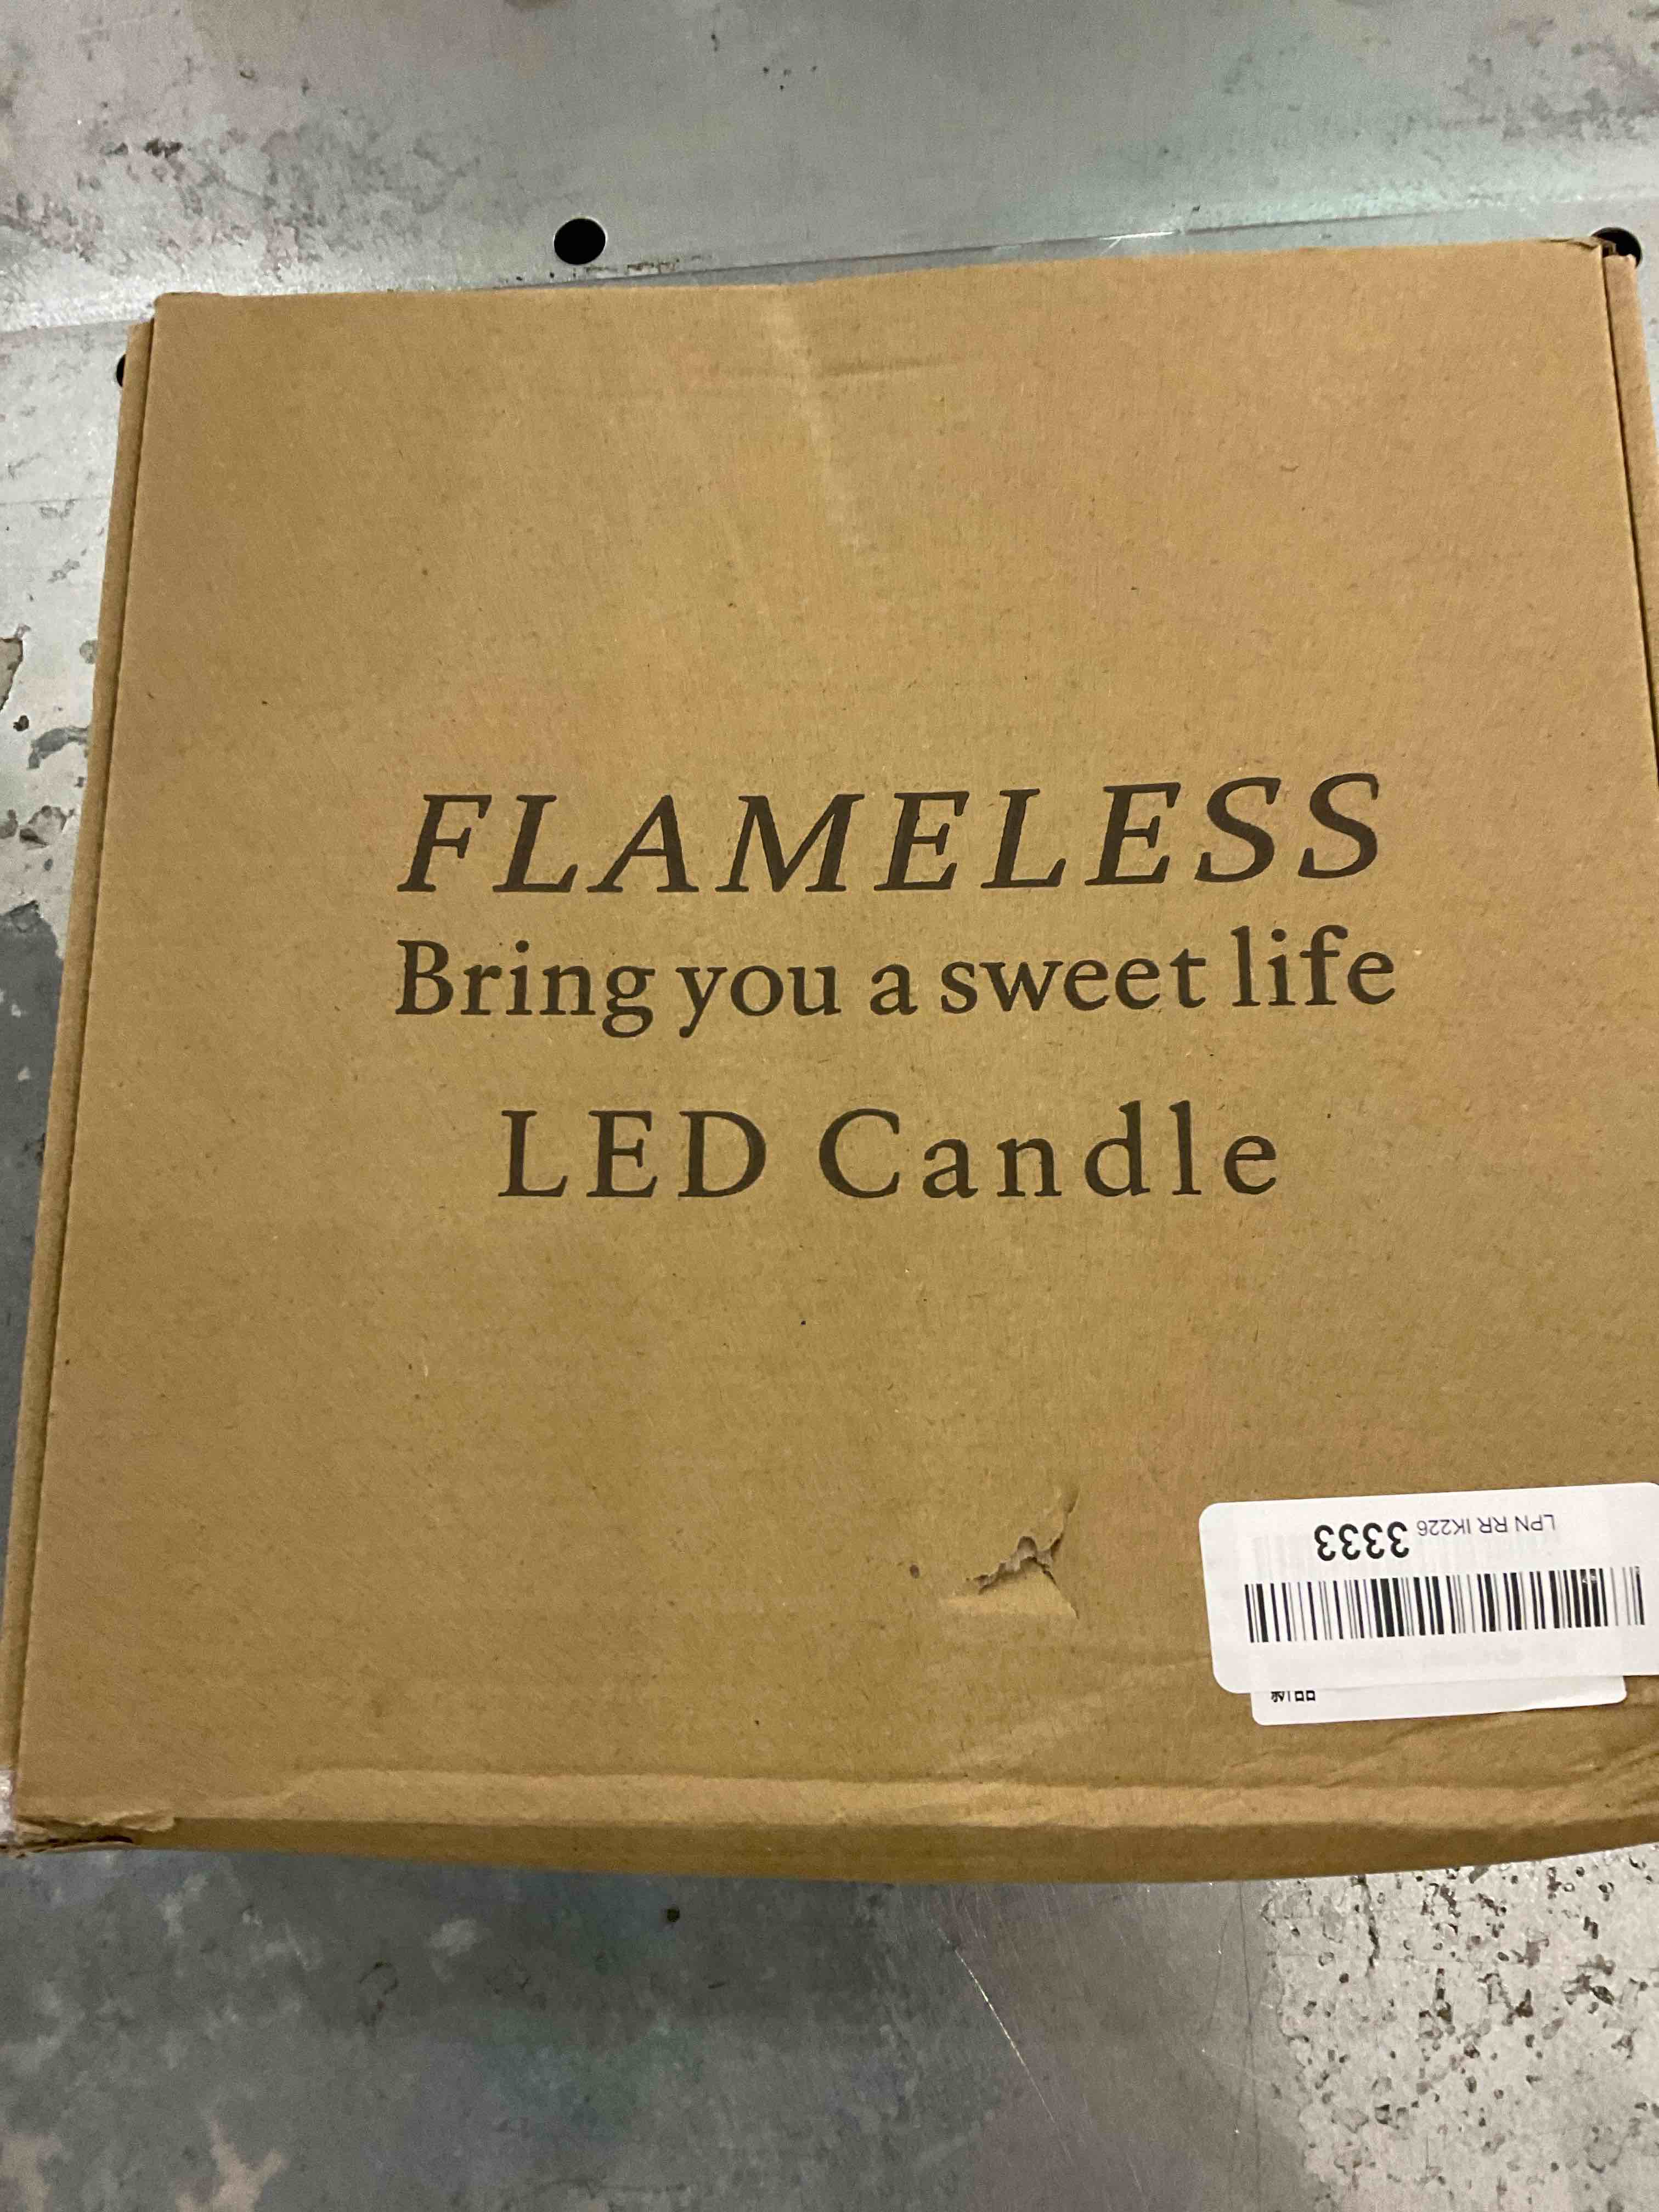 FLAMELESS
Bring you a sweet life
LED Candle
LPN RR IK226 3333